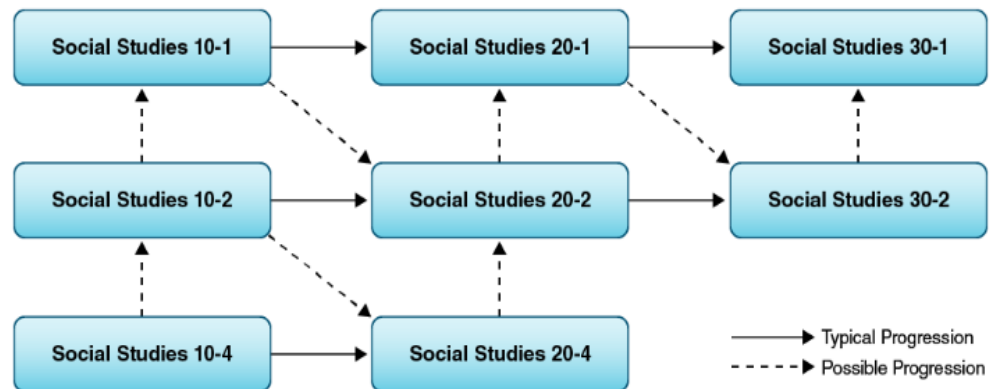 Social Studies 10-1
Social Studies 20-1
Social Studies 30-1
Social Studies 10-2
Social Studies 20-2
Social Studies 30-2
Social Studies 10-4
Social Studies 20-4
Typical Progression
Possible Progression